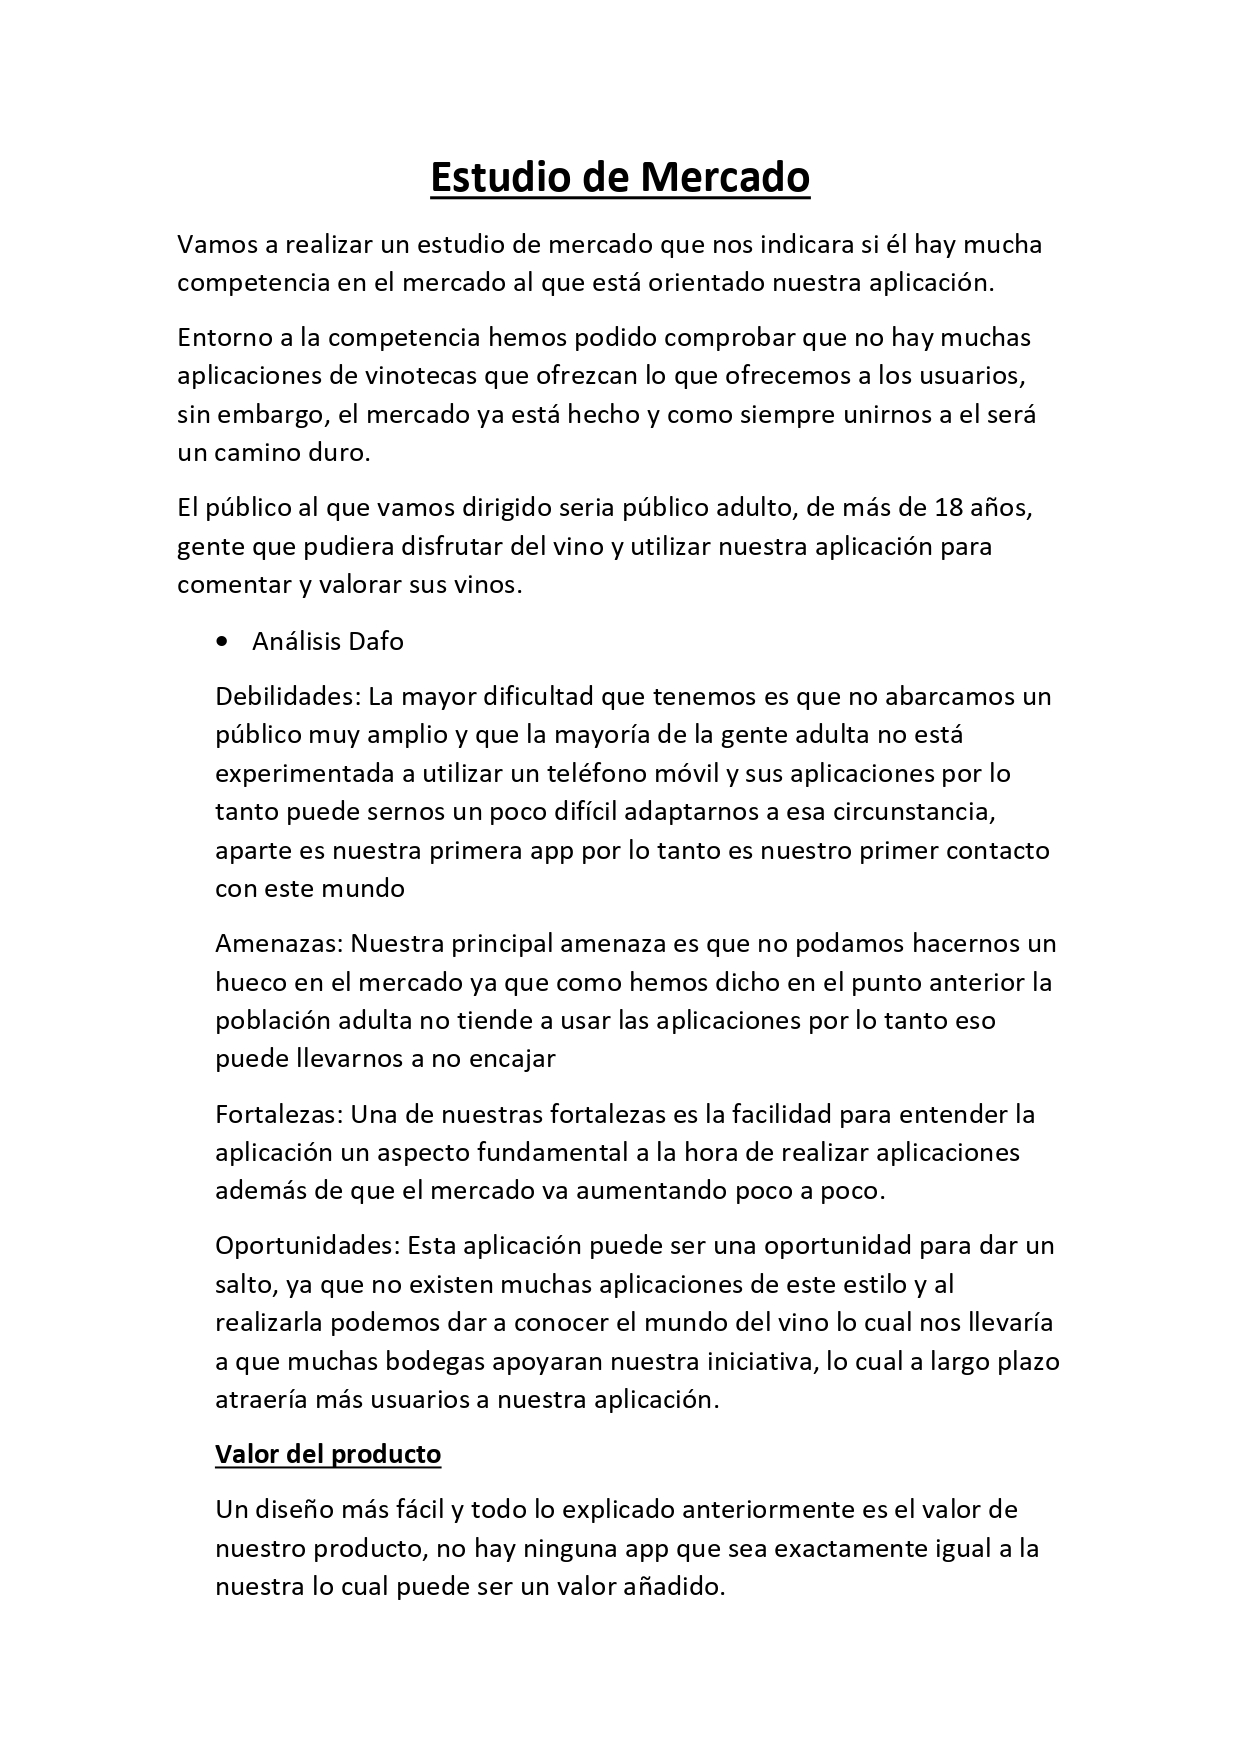 Estudio de Mercado
Vamos a realizar un estudio de mercado que nos indicara si él hay mucha
competencia en el mercado al que está orientado nuestra aplicación.
Entorno a la competencia hemos podido comprobar que no hay muchas
aplicaciones de vinotecas que ofrezcan lo que ofrecemos a los usuarios,
sin embargo, el mercado ya está hecho y como siempre unirnos a el será
un camino duro.
El público al que vamos dirigido seria público adulto, de más de 18 años,
gente que pudiera disfrutar del vino y utilizar nuestra aplicación para
comentar y valorar sus vinos.
• Análisis Dafo
Debilidades: La mayor dificultad que tenemos es que no abarcamos un
público muy amplio y que la mayoría de la gente adulta no está
experimentada a utilizar un teléfono móvil y sus aplicaciones por lo
tanto puede sernos un poco difícil adaptarnos a esa circunstancia,
aparte es nuestra primera app por lo tanto es nuestro primer contacto
con este mundo
Amenazas: Nuestra principal amenaza es que no podamos hacernos un
hueco en el mercado ya que como hemos dicho en el punto anterior la
población adulta no tiende a usar las aplicaciones por lo tanto eso
puede llevarnos a no encajar
Fortalezas: Una de nuestras fortalezas es la facilidad para entender la
aplicación un aspecto fundamental a la hora de realizar aplicaciones
además de que el mercado va aumentando poco a poco.
Oportunidades: Esta aplicación puede ser una oportunidad para dar un
salto, ya que no existen muchas aplicaciones de este estilo y al
realizarla podemos dar a conocer el mundo del vino lo cual nos llevaría
a que muchas bodegas apoyaran nuestra iniciativa, lo cual a largo plazo
atraería más usuarios a nuestra aplicación.
Valor del producto
Un diseño más fácil y todo lo explicado anteriormente es el valor de
nuestro producto, no hay ninguna app que sea exactamente igual a la
nuestra lo cual puede ser un valor añadido.